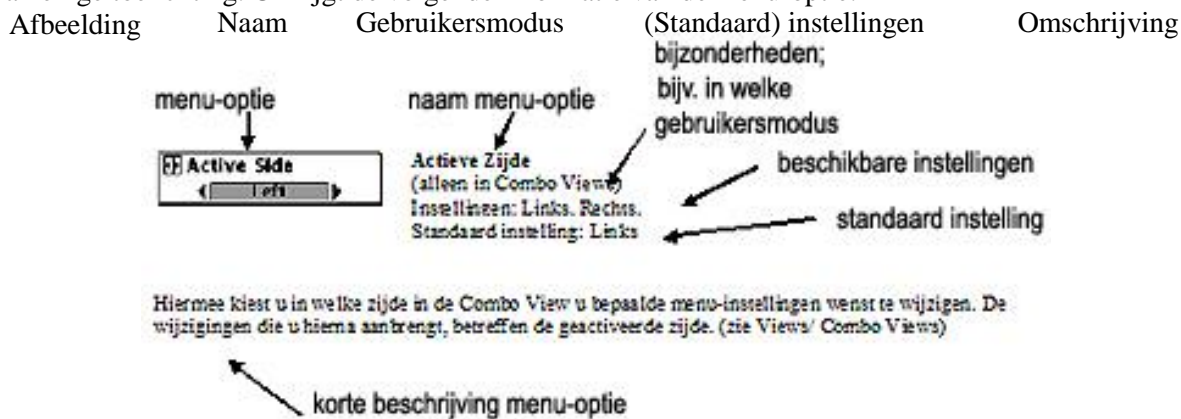 Afbeelding Naam Gebruikersmodus (Standaard) instellingen Omschrijving
bijzonderheden;
menu-optie naam menu-optie bijv. in welke
gebruikersmodus
Active Side
Left
Actieve Zijde
(alleen in Combo Views)
Instellingen: Links. Rechts.
Standaard instelling: Links
beschikbare instellingen
standaard instelling
Hiermee kiest u in welke zijde in de Combo View u bepaalde menu-instellingen wenst te wijzigen. De
wijzigingen die u hierna aanbrengt, betreffen de geactiveerde zijde. (zie Views/ Combo Views)
korte beschrijving menu-optie